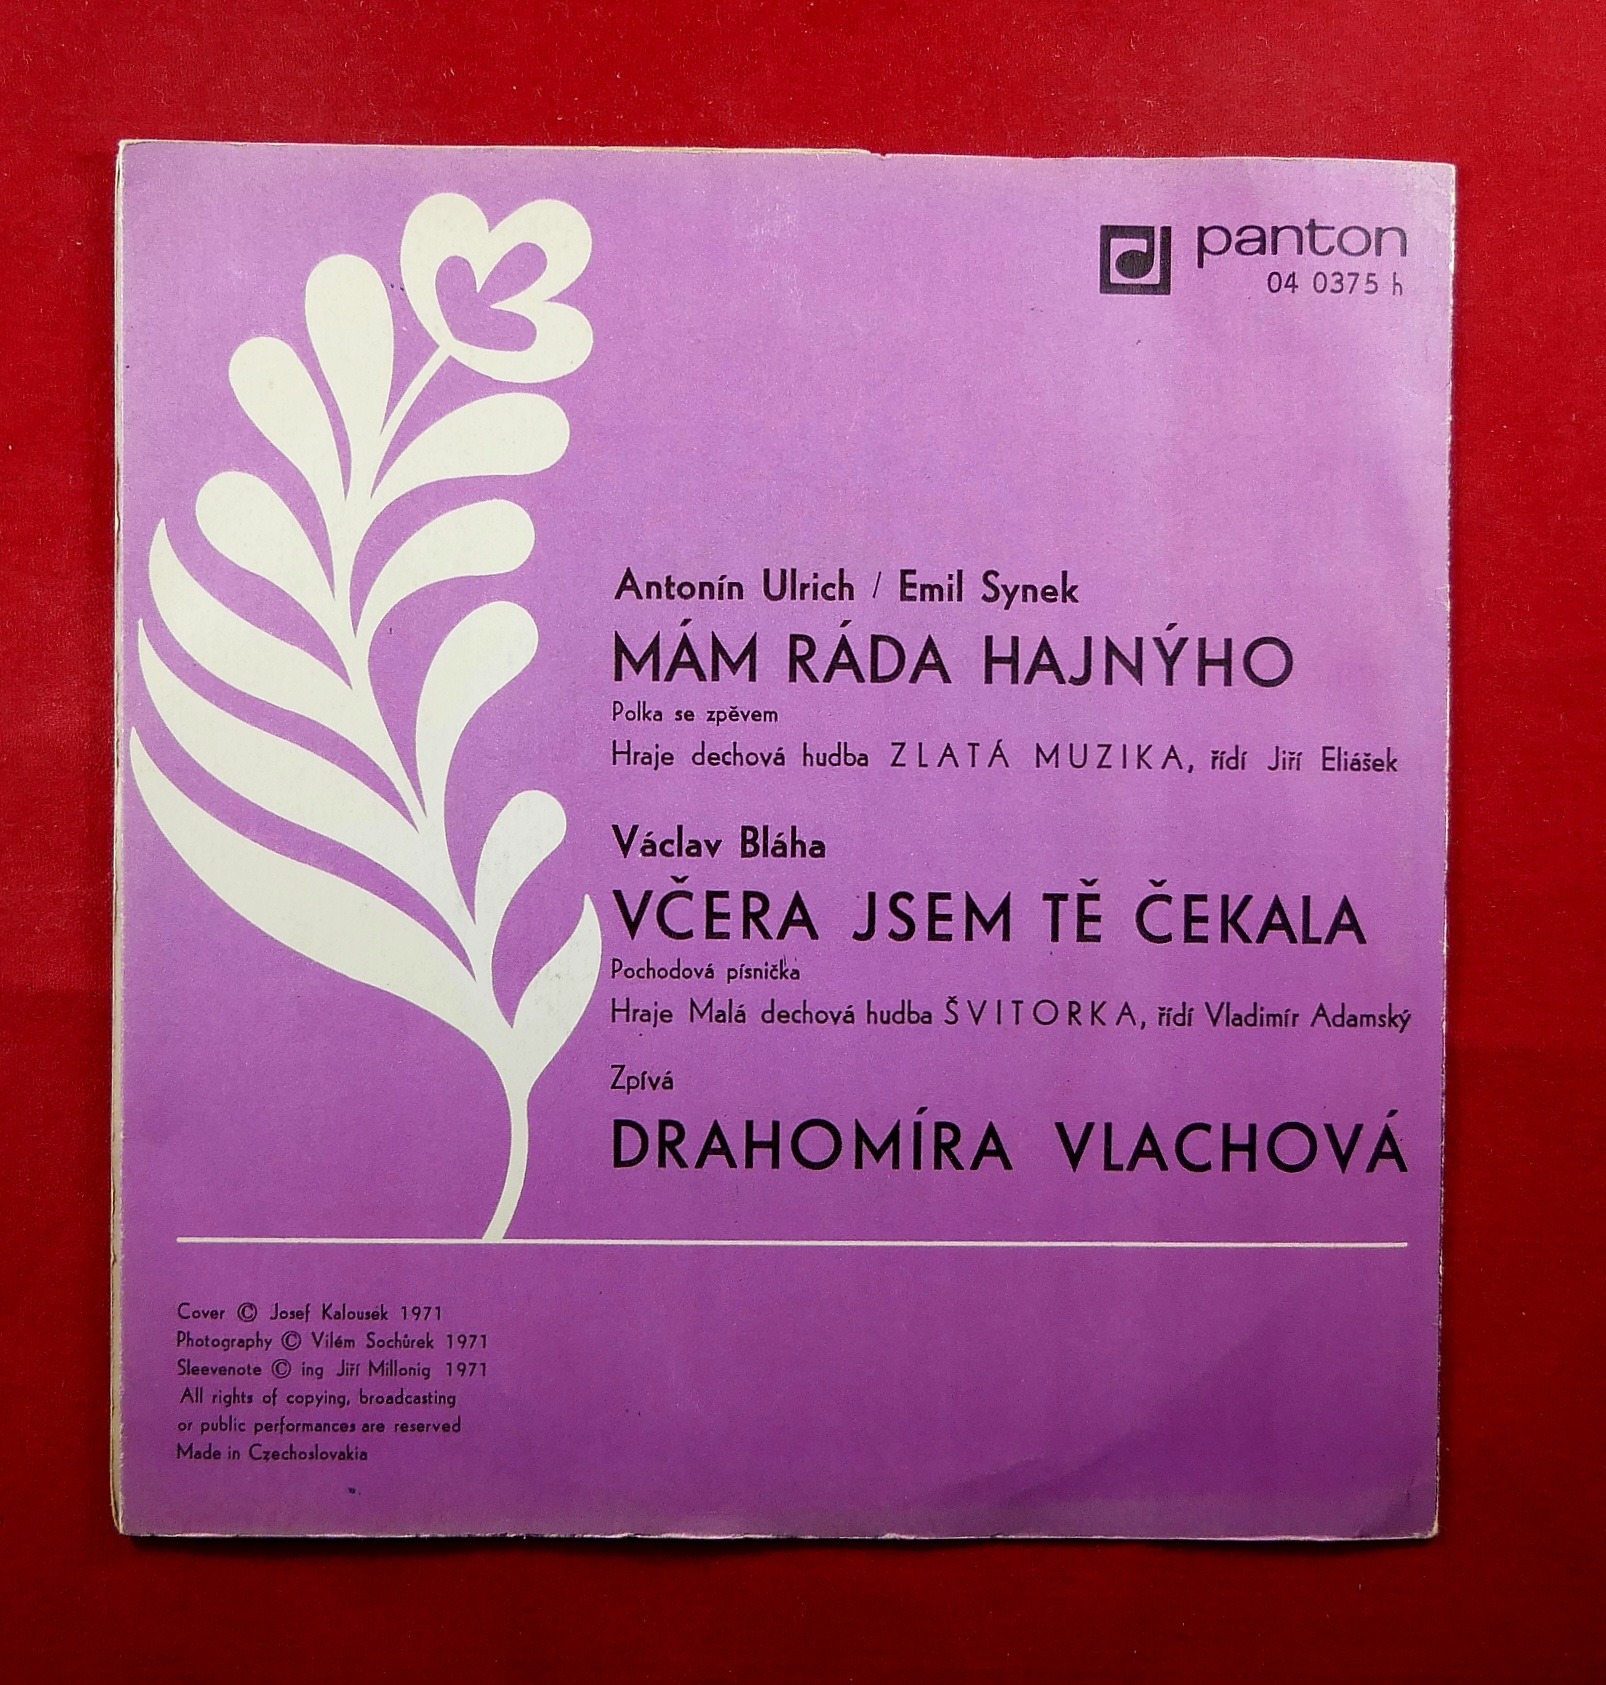 panton
04 0375 h
Antonín Ulrich / Emil Synek
MÁM RÁDA HAJNÝHO
Polka se zpěvem
Hraje dechová hudba ZLATÁ MUZIKA, řídí Jiří Eliášek
Václav Bláha
VČERA JSEM TĚ ČEKALA
Pochodová písnička
Hraje Malá dechová hudba ŠVITORKA, řídí Vladimír Adamský
Zpívá
DRAHOMÍRA VLACHOVÁ
Cover © Josef Kalousek 1971
Photography © Vilém Sochůrek 1971
Sleevenote © ing Jiří Millonig 1971
All rights of copying, broadcasting
or public performances are reserved
Made in Czechoslovakia